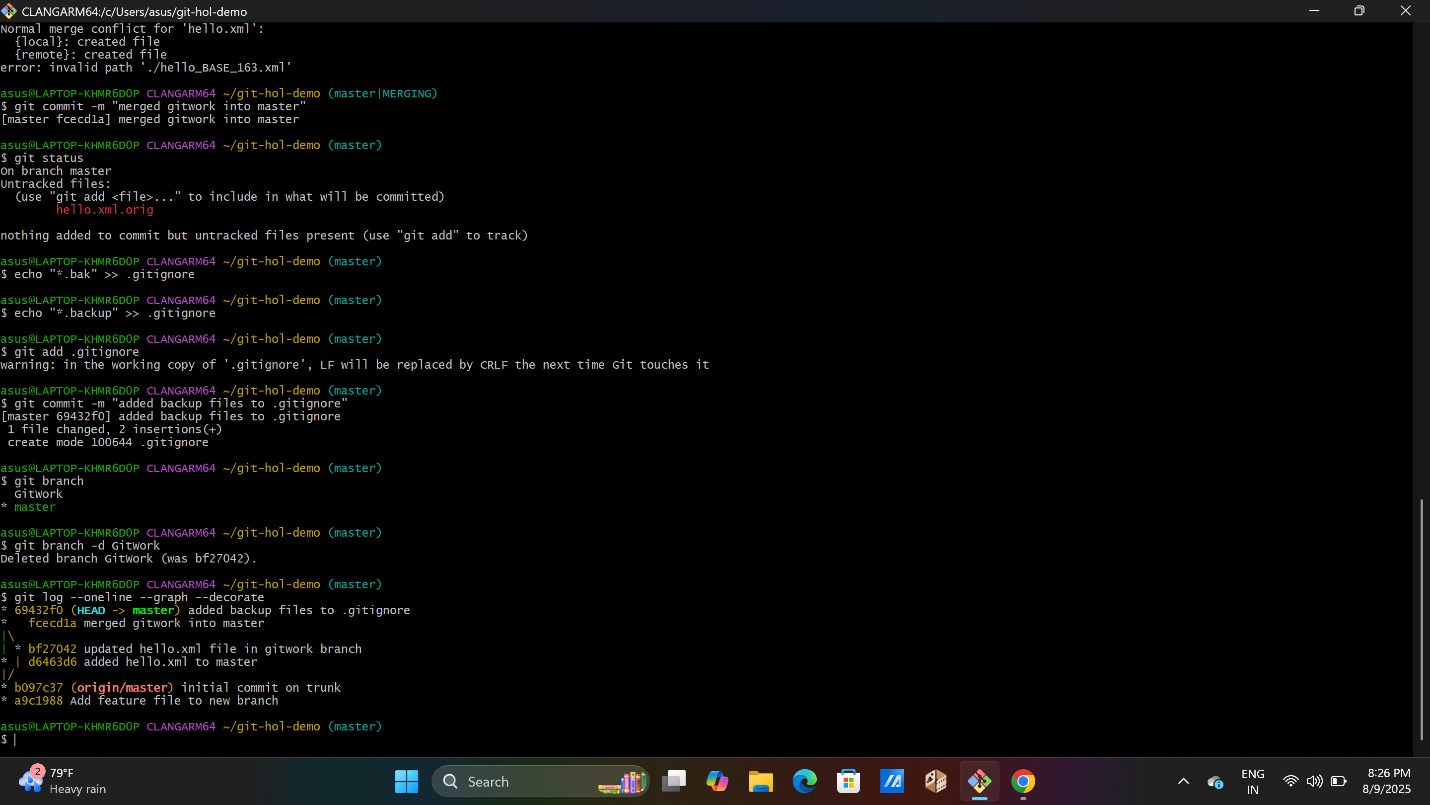 CLANGARM64:/c/Users/asus/git-hol-demo
Normal merge conflict for 'hello.xml':
  {local}: created file
  {remote}: created file
error: invalid path './hello_BASE_163.xml'

asus@LAPTOP-KHMR6D0P CLANGARM64 ~/git-hol-demo (master|MERGING)
$ git commit -m "merged gitwork into master"
[master fcecd1a] merged gitwork into master

asus@LAPTOP-KHMR6D0P CLANGARM64 ~/git-hol-demo (master)
$ git status
On branch master
Untracked files:
  (use "git add <file>..." to include in what will be committed)
        hello.xml.orig

nothing added to commit but untracked files present (use "git add" to track)

asus@LAPTOP-KHMR6D0P CLANGARM64 ~/git-hol-demo (master)
$ echo "*.bak" >> .gitignore

asus@LAPTOP-KHMR6D0P CLANGARM64 ~/git-hol-demo (master)
$ echo "*.backup" >> .gitignore

asus@LAPTOP-KHMR6D0P CLANGARM64 ~/git-hol-demo (master)
$ git add .gitignore
warning: in the working copy of '.gitignore', LF will be replaced by CRLF the next time Git touches it

asus@LAPTOP-KHMR6D0P CLANGARM64 ~/git-hol-demo (master)
$ git commit -m "added backup files to .gitignore"
[master 69432f0] added backup files to .gitignore
 1 file changed, 2 insertions(+)
 create mode 100644 .gitignore

asus@LAPTOP-KHMR6D0P CLANGARM64 ~/git-hol-demo (master)
$ git branch
  GitWork
* master

asus@LAPTOP-KHMR6D0P CLANGARM64 ~/git-hol-demo (master)
$ git branch -d GitWork
Deleted branch GitWork (was bf27042).

asus@LAPTOP-KHMR6D0P CLANGARM64 ~/git-hol-demo (master)
$ git log --oneline --graph --decorate
* 69432f0 (HEAD -> master) added backup files to .gitignore
*   fcecd1a merged gitwork into master
|\
| * bf27042 updated hello.xml file in gitwork branch
* | d6463d6 added hello.xml to master
|/
* b097c37 (origin/master) initial commit on trunk
* a9c1988 Add feature file to new branch

asus@LAPTOP-KHMR6D0P CLANGARM64 ~/git-hol-demo (master)
$
2
79°F
Heavy rain
Search
ENG
IN
8:26 PM
8/9/2025